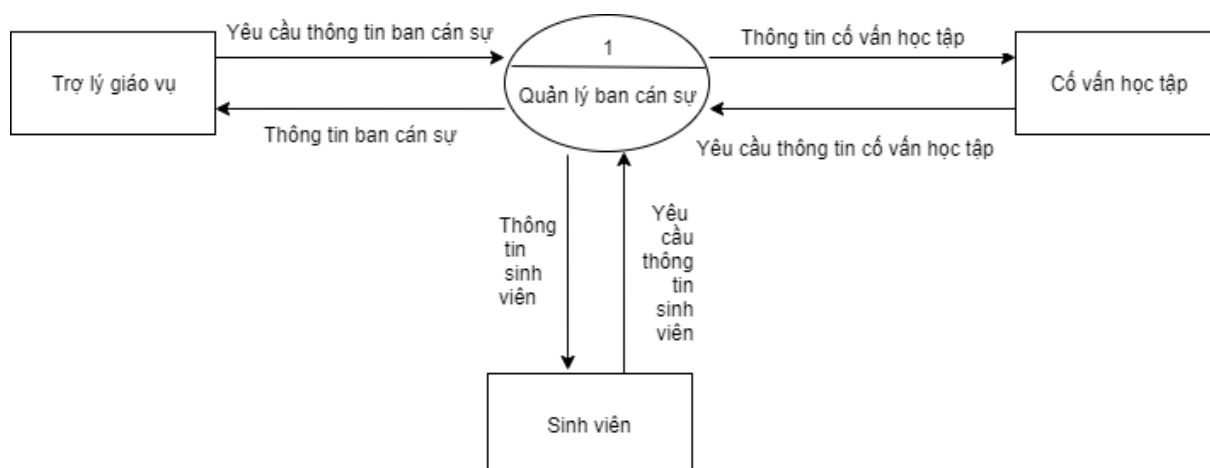 Yêu cầu thông tin ban cán sự
1
Thông tin cố vấn học tập
Trợ lý giáo vụ
Quản lý ban cán sự
Cố vấn học tập
Thông tin ban cán sự
Yêu cầu thông tin cố vấn học tập
Thông
tin
sinh
viên
Yêu
cầu
thông
tin
sinh
viên
Sinh viên